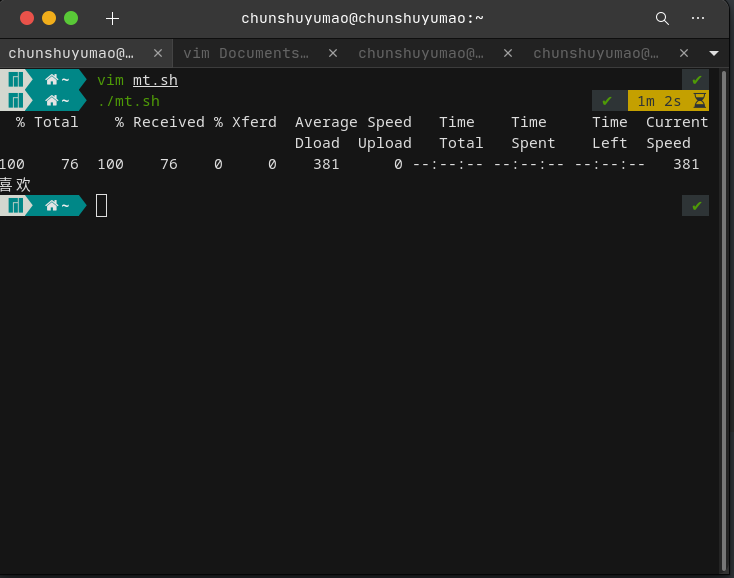 chunshuyumao@chunshuyumao:~
chunshuyumao@… vim Documents… chunshuyumao@… chunshuyumao@…
~ vim mt.sh ✔
~ ./mt.sh ✔ 1m 2s
% Total % Received % Xferd Average Speed Time Time Time Current
Dload Upload Total Spent Left Speed
100 76 100 76 0 0 381 0 --:--:-- --:--:-- --:--:-- 381
喜欢
~ ✔